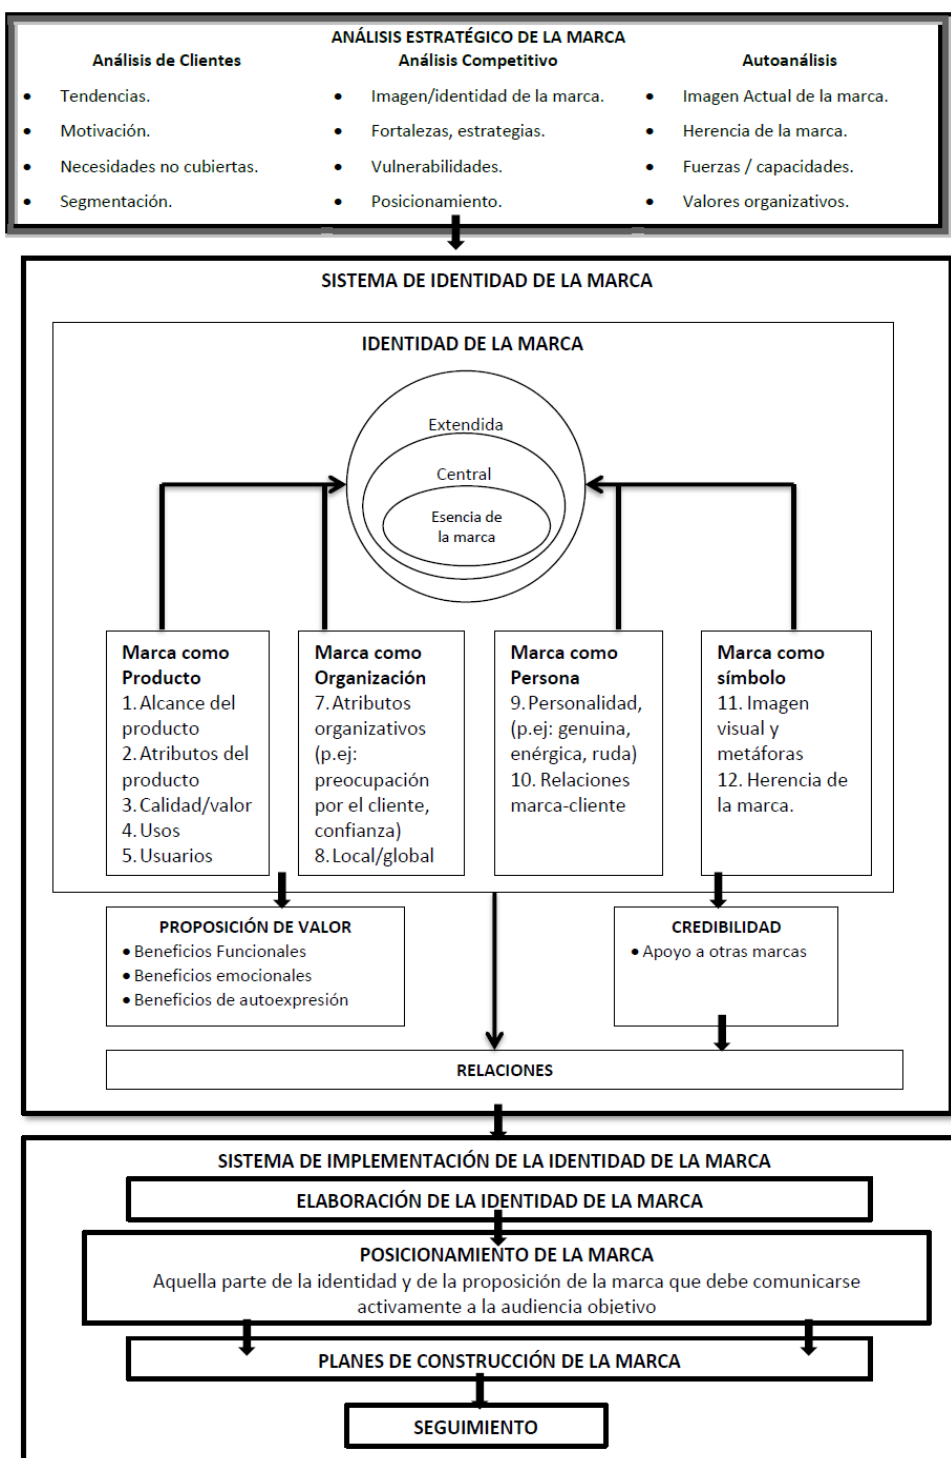 ANÁLISIS ESTRATÉGICO DE LA MARCA
Análisis de Clientes
• Tendencias.
• Motivación.
• Necesidades no cubiertas.
• Segmentación.
Análisis Competitivo
• Imagen/identidad de la marca.
• Fortalezas, estrategias.
• Vulnerabilidades.
• Posicionamiento.
Autoanálisis
• Imagen Actual de la marca.
• Herencia de la marca.
• Fuerzas / capacidades.
• Valores organizativos.
SISTEMA DE IDENTIDAD DE LA MARCA
IDENTIDAD DE LA MARCA
Extendida
Central
Esencia de
la marca
Marca como
Producto
1. Alcance del
producto
2. Atributos del
producto
3. Calidad/valor
4. Usos
5. Usuarios
Marca como
Organización
7. Atributos
organizativos
(p.ej:
preocupación
por el cliente,
confianza)
8. Local/global
Marca como
Persona
9. Personalidad,
(p.ej: genuina,
enérgica, ruda)
10. Relaciones
marca-cliente
Marca como
símbolo
11. Imagen
visual y
metáforas
12. Herencia de
la marca.
PROPOSICIÓN DE VALOR
• Beneficios Funcionales
• Beneficios emocionales
• Beneficios de autoexpresión
CREDIBILIDAD
• Apoyo a otras marcas
RELACIONES
SISTEMA DE IMPLEMENTACIÓN DE LA IDENTIDAD DE LA MARCA
ELABORACIÓN DE LA IDENTIDAD DE LA MARCA
POSICIONAMIENTO DE LA MARCA
Aquella parte de la identidad y de la proposición de la marca que debe comunicarse
activamente a la audiencia objetivo
PLANES DE CONSTRUCCIÓN DE LA MARCA
SEGUIMIENTO